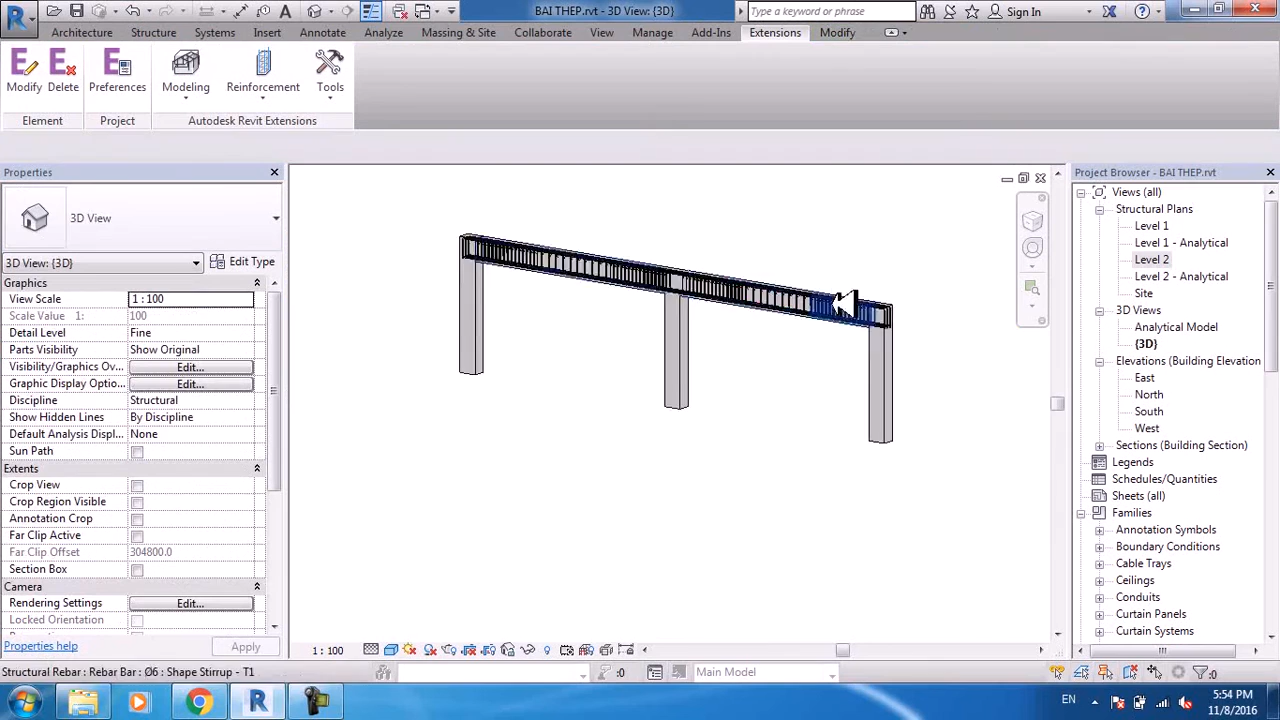 BAI THEP.rvt - 3D View: {3D}
Type a keyword or phrase
Sign In
Architecture Structure Systems Insert Annotate Analyze Massing & Site Collaborate View Manage Add-Ins Extensions Modify
Modify Delete Preferences Modeling Reinforcement Tools
Element Project Autodesk Revit Extensions
Properties
3D View
3D View: {3D} Edit Type
Graphics
View Scale 1 : 100
Scale Value 1: 100
Detail Level Fine
Parts Visibility Show Original
Visibility/Graphics Ov... Edit...
Graphic Display Optio... Edit...
Discipline Structural
Show Hidden Lines By Discipline
Default Analysis Displ... None
Sun Path
Extents
Crop View
Crop Region Visible
Annotation Crop
Far Clip Active
Far Clip Offset 304800.0
Section Box
Camera
Rendering Settings Edit...
Locked Orientation
Properties help Apply
1 : 100
Project Browser - BAI THEP.rvt
Views (all)
Structural Plans
Level 1
Level 1 - Analytical
Level 2
Level 2 - Analytical
Site
3D Views
Analytical Model
{3D}
Elevations (Building Elevation
East
North
South
West
Sections (Building Section)
Legends
Schedules/Quantities
Sheets (all)
Families
Annotation Symbols
Boundary Conditions
Cable Trays
Ceilings
Conduits
Curtain Panels
Curtain Systems
Structural Rebar: Rebar Bar : Ø6 : Shape Stirrup - T1 :0 Main Model :0
EN
5:54 PM
11/8/2016